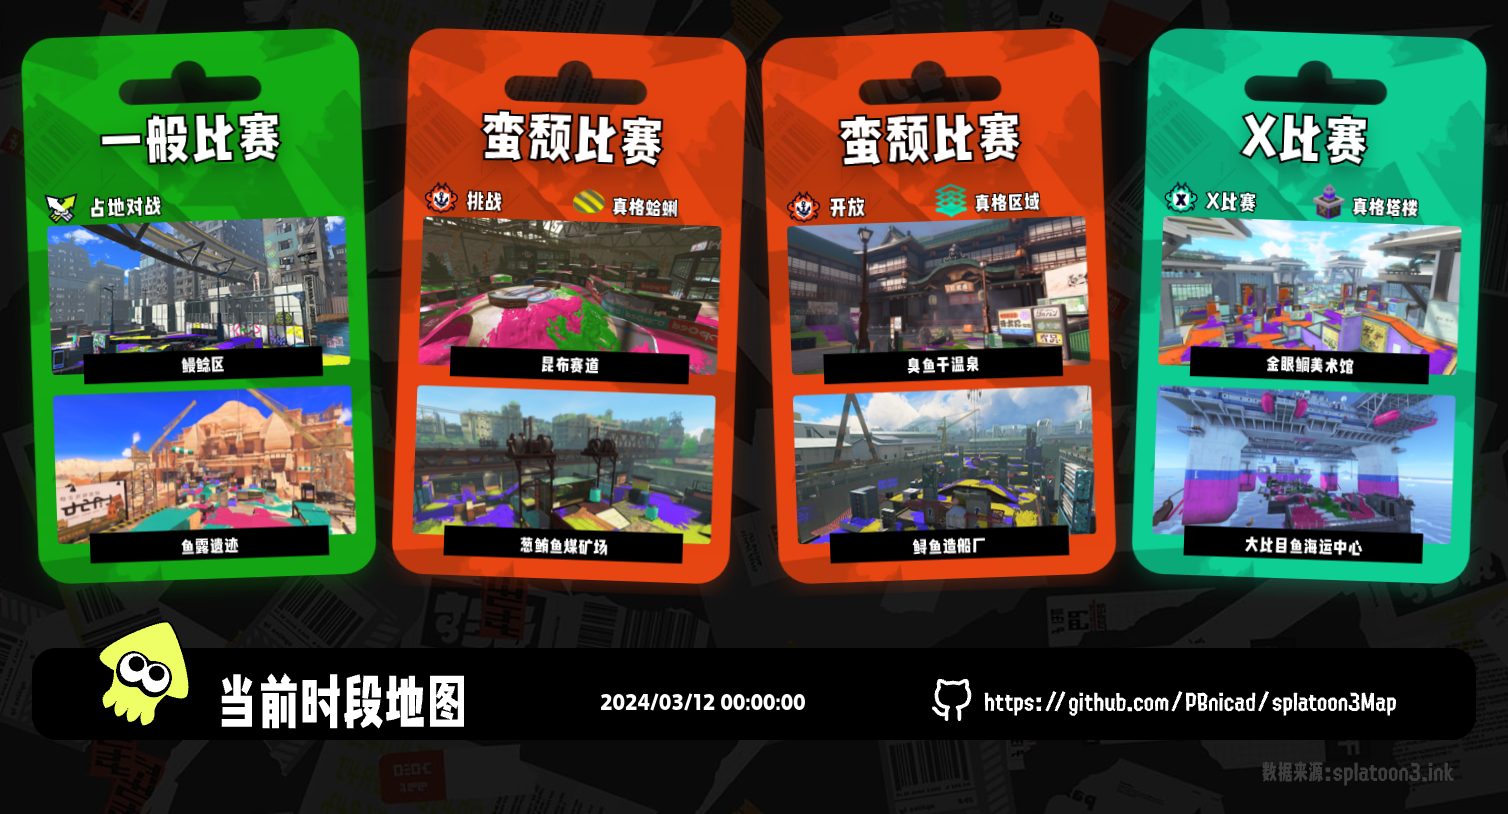 一般比赛
占地对战
鳗鲶区
鱼露遗迹
蛮颓比赛
挑战
真格蛤蜊
昆布赛道
葱鲔鱼煤矿场
蛮颓比赛
开放
真格区域
臭鱼干温泉
鲟鱼造船厂
X比赛
X比赛
真格塔楼
金眼鲷美术馆
大比目鱼海运中心
当前时段地图
2024/03/12 00:00:00
https://github.com/PBnicad/splatoon3Map
数据来源:splatoon3.ink